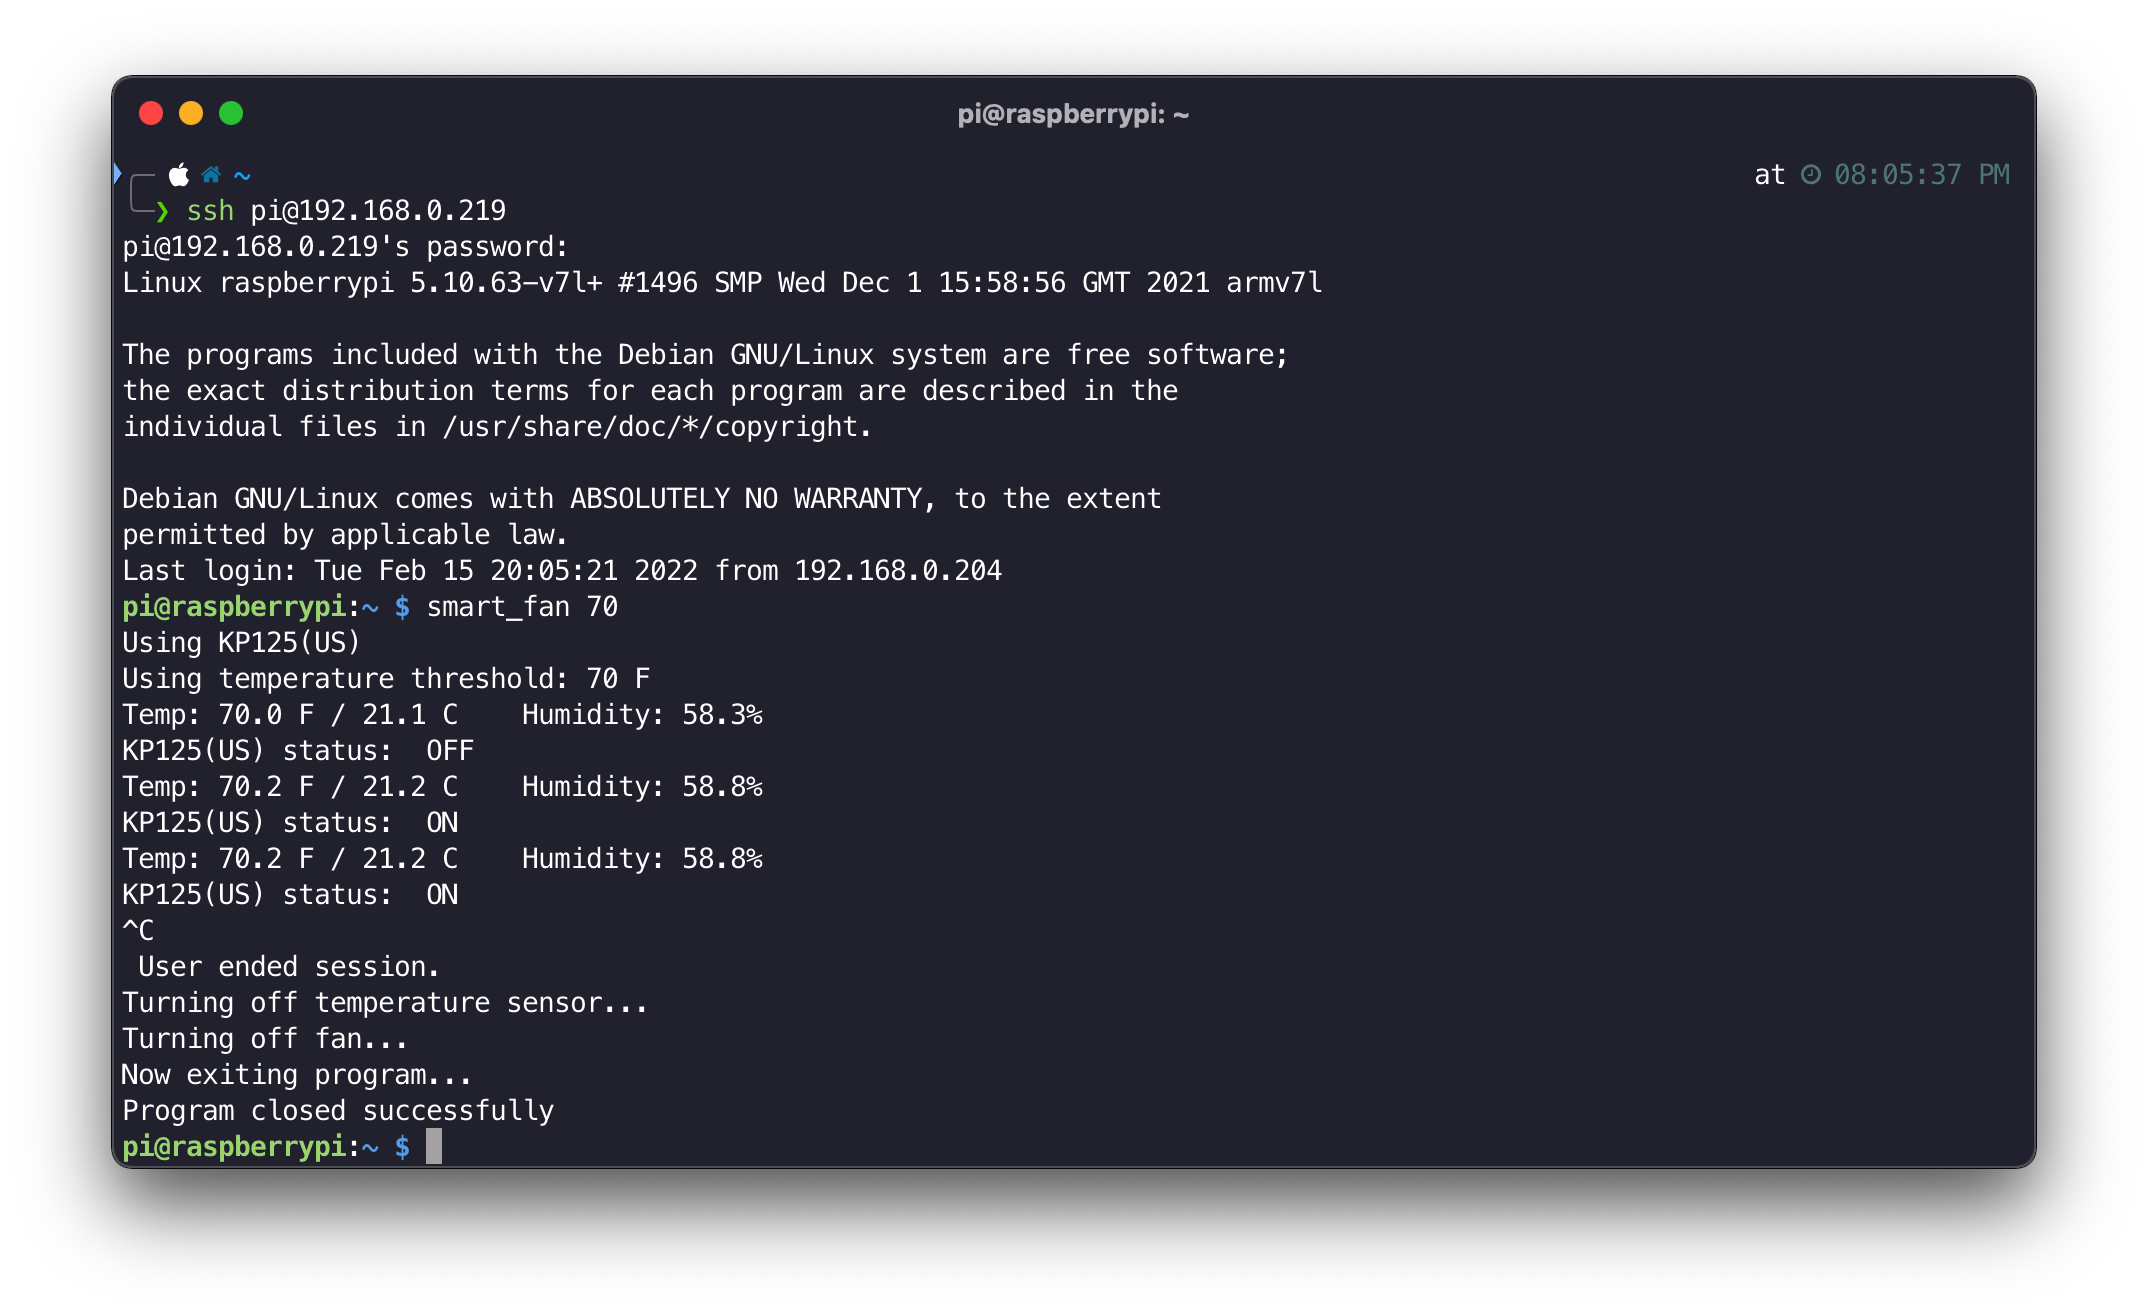 pi@raspberrypi: ~
~ at 08:05:37 PM
❯ ssh pi@192.168.0.219
pi@192.168.0.219's password:
Linux raspberrypi 5.10.63-v7l+ #1496 SMP Wed Dec 1 15:58:56 GMT 2021 armv7l
The programs included with the Debian GNU/Linux system are free software;
the exact distribution terms for each program are described in the
individual files in /usr/share/doc/*/copyright.
Debian GNU/Linux comes with ABSOLUTELY NO WARRANTY, to the extent
permitted by applicable law.
Last login: Tue Feb 15 20:05:21 2022 from 192.168.0.204
pi@raspberrypi:~ $ smart_fan 70
Using KP125(US)
Using temperature threshold: 70 F
Temp: 70.0 F / 21.1 C    Humidity: 58.3%
KP125(US) status:  OFF
Temp: 70.2 F / 21.2 C    Humidity: 58.8%
KP125(US) status:  ON
Temp: 70.2 F / 21.2 C    Humidity: 58.8%
KP125(US) status:  ON
^C
 User ended session.
Turning off temperature sensor...
Turning off fan...
Now exiting program...
Program closed successfully
pi@raspberrypi:~ $